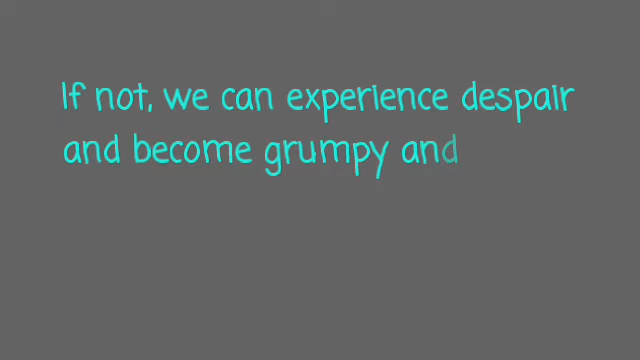 If not, we can experience despair
and become grumpy and